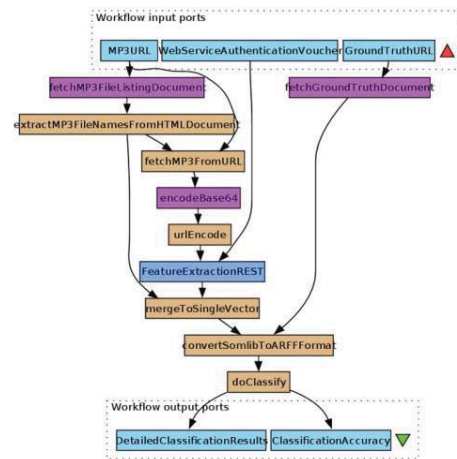 Workflow input ports
MP3URL
WebServiceAuthenticationVoucher
GroundTruthURL
fetchMP3FileListingDocument
fetchGroundTruthDocument
extractMP3FileNamesFromHTMLDocument
fetchMP3FromURL
encodeBase64
urlEncode
FeatureExtractionREST
mergeToSingleVector
convertSomlibToARFFFormat
doClassify
Workflow output ports
DetailedClassificationResults
ClassificationAccuracy